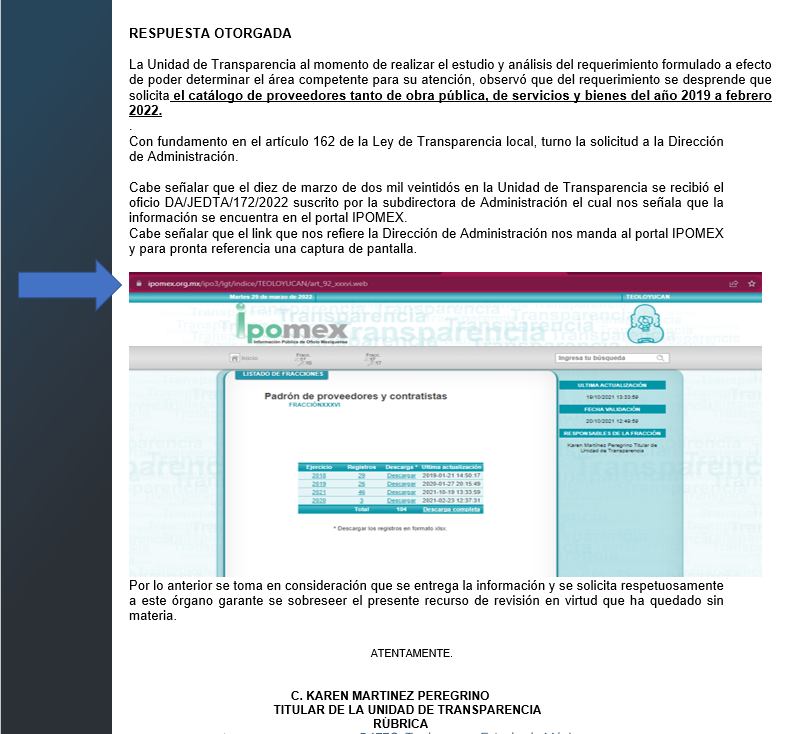 RESPUESTA OTORGADA
La Unidad de Transparencia al momento de realizar el estudio y análisis del requerimiento formulado a efecto
de poder determinar el área competente para su atención, observó que del requerimiento se desprende que
solicita el catálogo de proveedores tanto de obra pública, de servicios y bienes del año 2019 a febrero
2022.
.
Con fundamento en el artículo 162 de la Ley de Transparencia local, turno la solicitud a la Dirección
de Administración.
Cabe señalar que el diez de marzo de dos mil veintidós en la Unidad de Transparencia se recibió el
oficio DA/JEDTA/172/2022 suscrito por la subdirectora de Administración el cual nos señala que la
información se encuentra en el portal IPOMEX.
Cabe señalar que el link que nos refiere la Dirección de Administración nos manda al portal IPOMEX
y para pronta referencia una captura de pantalla.
ipomex.org.mx/ipo3/lgt/indice/TEOLOYUCAN/art_92_xxxvi.web
Martes 29 de marzo de 2022 TEOLOYUCAN
ipomex
Información Pública de Oficio Mexiquense
Inicio Fracc. Fracc.
Ingresa tu búsqueda
LISTADO DE FRACCIONES
Padrón de proveedores y contratistas
FRACCIÓN XXXVI
ULTIMA ACTUALIZACIÓN
19/10/2021 13:33:59
FECHA VALIDACIÓN
20/10/2021 12:49:59
RESPONSABLES DE LA FRACCIÓN
Karen Martínez Peregrino Titular de
Unidad de Transparencia
Ejercicio Registros Descarga * Ultima actualización
2018 29 Descargar 2019-01-21 14:50:17
2019 26 Descargar 2020-01-27 20:15:49
2021 46 Descargar 2021-10-19 13:33:59
2020 3 Descargar 2021-02-23 12:37:31
Total 104 Descarga completa
* Descargar los registros en formato xlsx.
Por lo anterior se toma en consideración que se entrega la información y se solicita respetuosamente
a este órgano garante se sobreseer el presente recurso de revisión en virtud que ha quedado sin
materia.
ATENTAMENTE.
C. KAREN MARTINEZ PEREGRINO
TITULAR DE LA UNIDAD DE TRANSPARENCIA
RÙBRICA